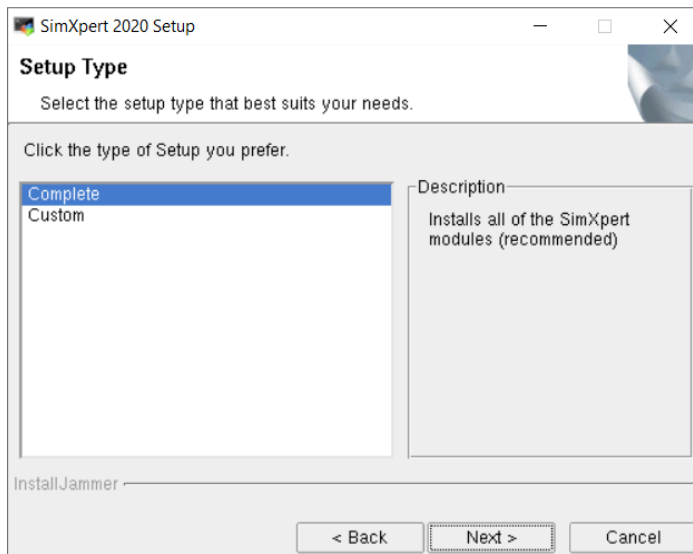 SimXpert 2020 Setup
Setup Type
Select the setup type that best suits your needs.
Click the type of Setup you prefer.
Complete
Custom
Description
Installs all of the SimXpert
modules (recommended)
InstallJammer
< Back
Next >
Cancel